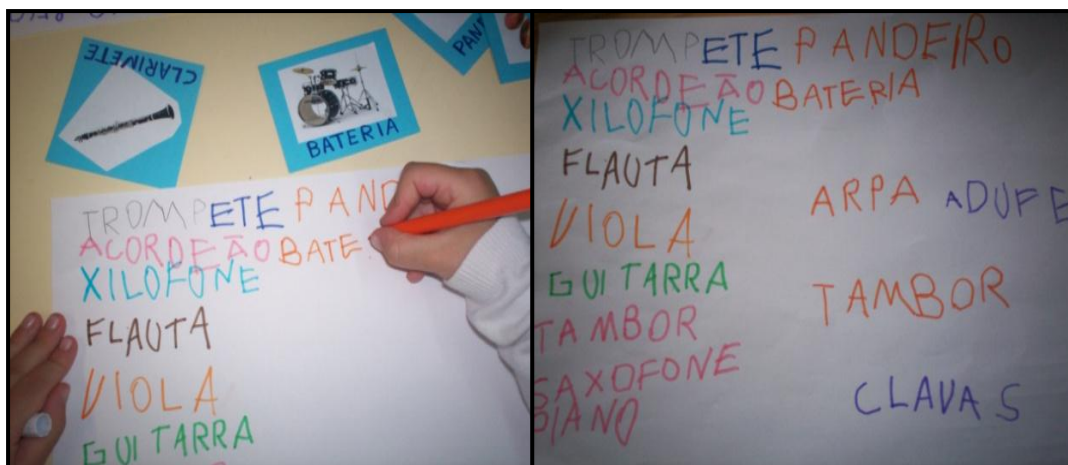 CLARINETE
BATERIA
PANI
TROMPETE PAND
ACORDEÃO BATE
XILOFONE
FLAUTA
VIOLA
GUITARRA
TROMPETE PANDEIRO
ACORDEÃO BATERIA
XILOFONE
FLAUTA
ARPA ADUFE
VIOLA
GUITARRA
TAMBOR
TAMBOR
SAXOFONE
PIANO
CLAVAS